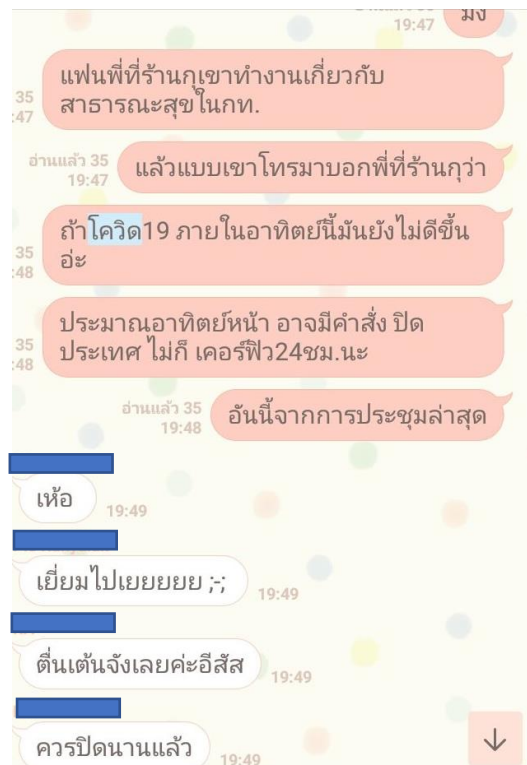 19:47
มึง
แฟนพี่ที่ร้านกูเขาทำงานเกี่ยวกับ
สาธารณะสุขในกท.
35
:47
อ่านแล้ว 35
19:47
แล้วแบบเขาโทรมาบอกพี่ที่ร้านกูว่า
ถ้าโควิด19 ภายในอาทิตย์นี้มันยังไม่ดีขึ้น
อ่ะ
35
:48
ประมาณอาทิตย์หน้า อาจมีคำสั่ง ปิด
ประเทศ ไม่ก็ เคอร์ฟิว24ชม.นะ
35
:48
อ่านแล้ว 35
19:48
อันนี้จากการประชุมล่าสุด
เห้อ
19:49
เยี่ยมไปเยยยยย ;-;
19:49
ตื่นเต้นจังเลยค่ะอีสัส
19:49
ควรปิดนานแล้ว
19:49